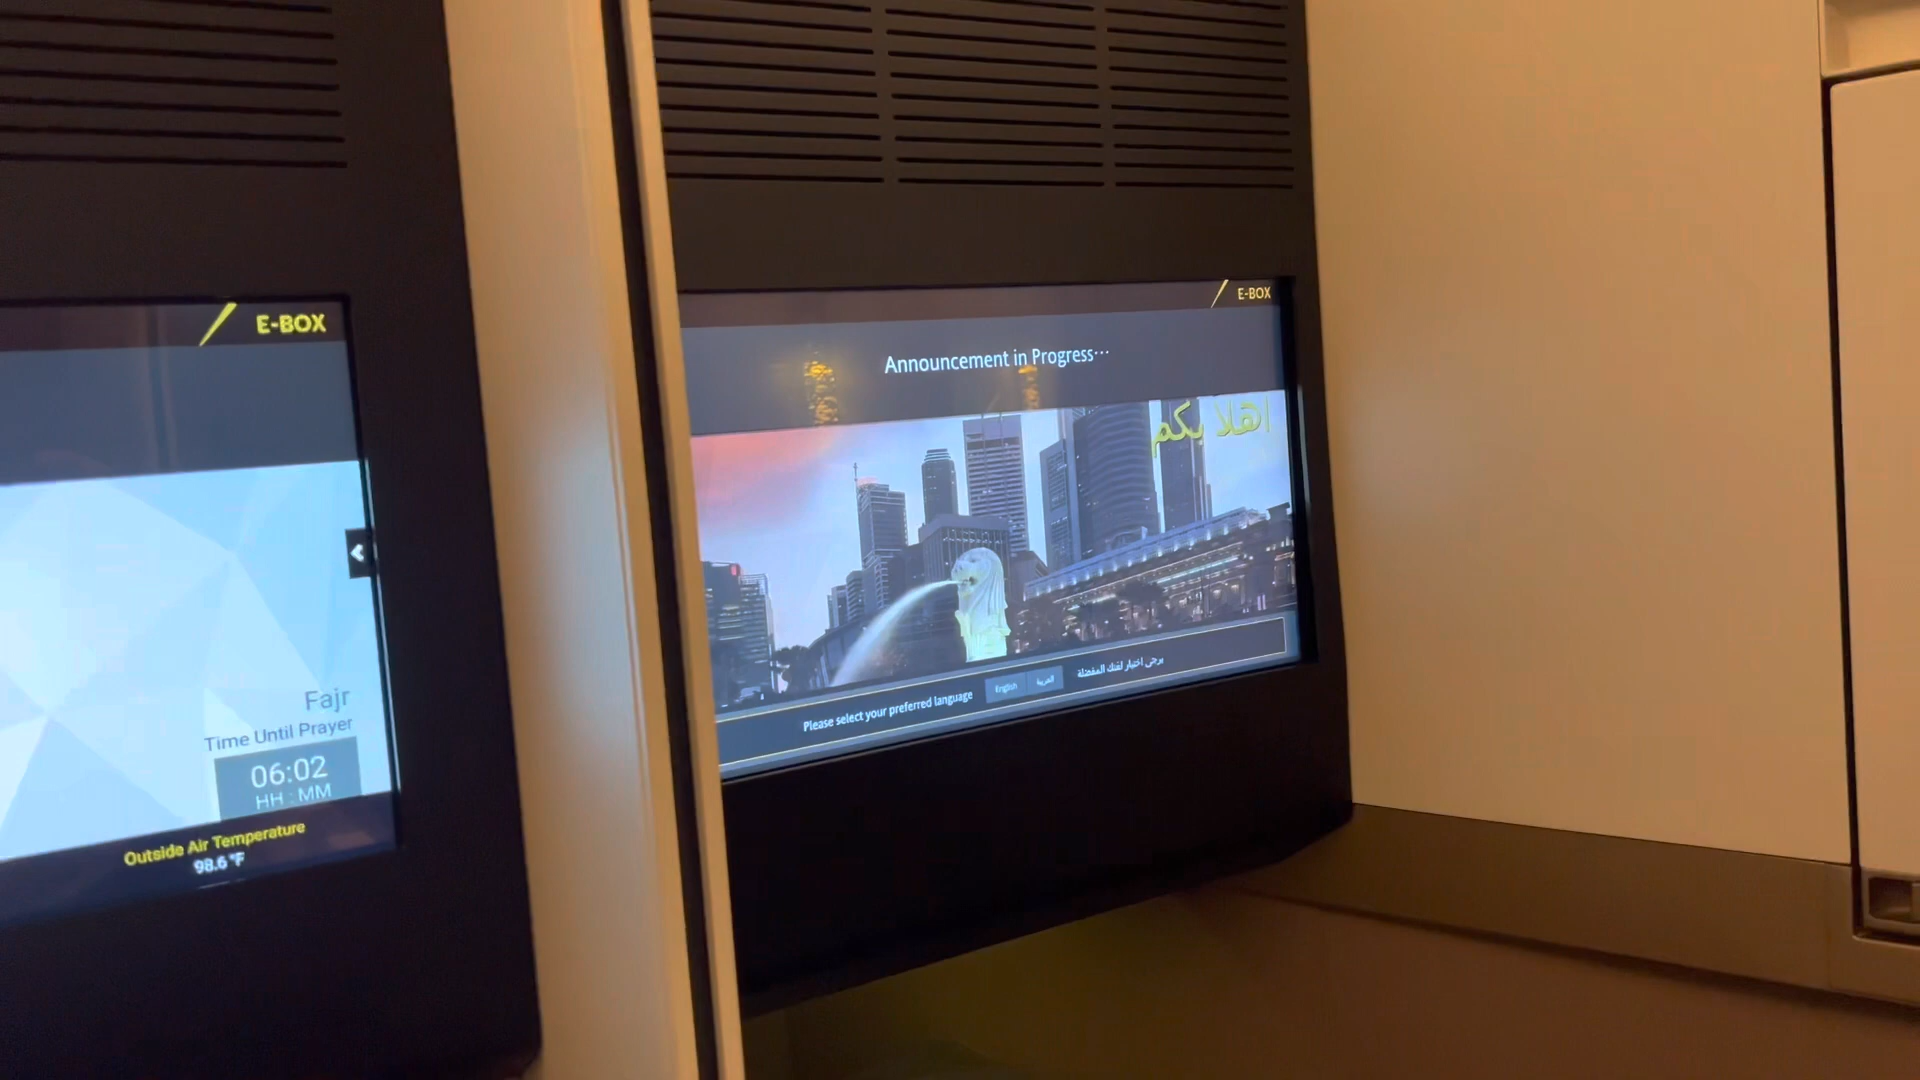 E-BOX
Fajr
Time Until Prayer
06:02
HH : MM
Outside Air Temperature
98.6 °F
E-BOX
Announcement in Progress...
اهلا بكم
Please select your preferred language
English
العربية
يرجى اختيار لغتك المفضلة